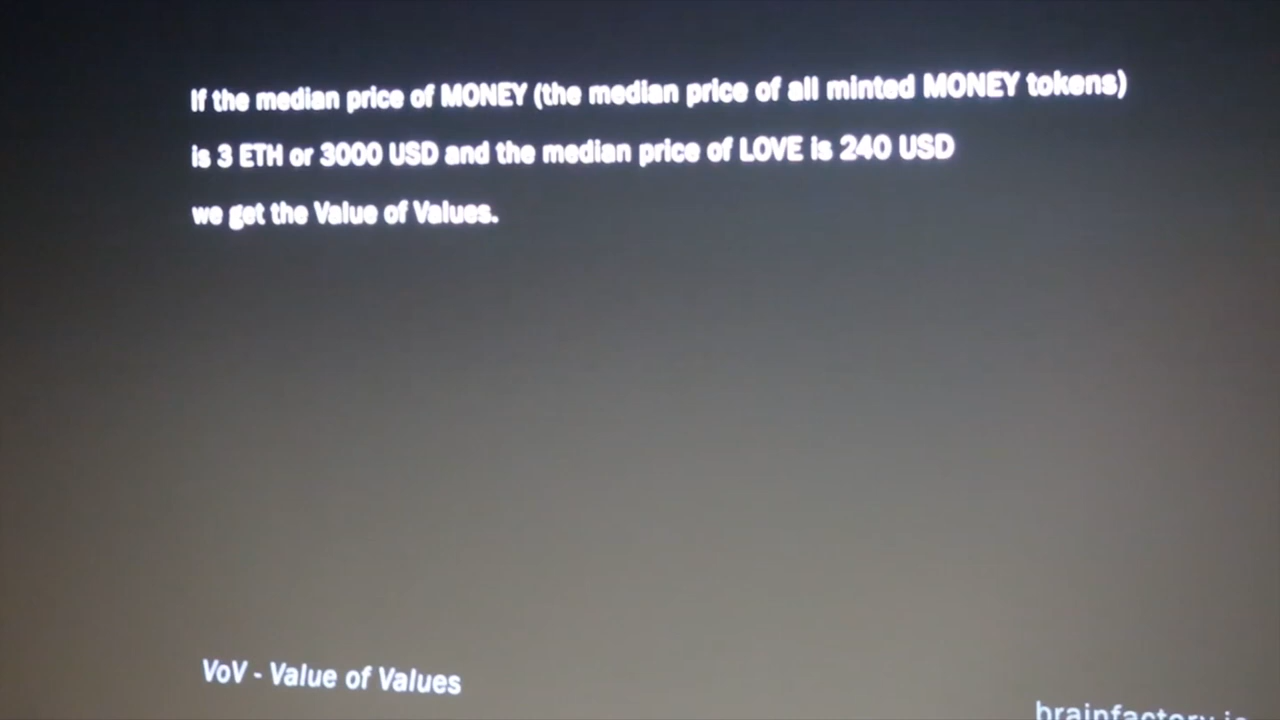 If the median price of MONEY (the median price of all minted MONEY tokens)
is 3 ETH or 3000 USD and the median price of LOVE is 240 USD
we get the Value of Values.
VoV - Value of Values